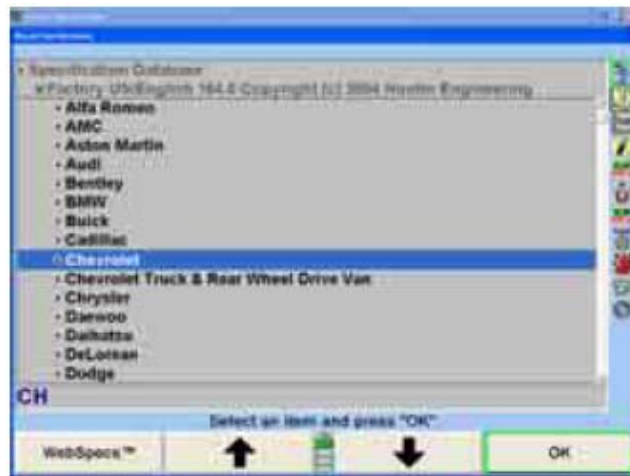 Specification Database
Factory US/English 164.0 Copyright (c) 2004 Hunter Engineering
Alfa Romeo
AMC
Aston Martin
Audi
Bentley
BMW
Buick
Cadillac
Chevrolet
Chevrolet Truck & Rear Wheel Drive Van
Chrysler
Daewoo
Daihatsu
DeLorean
Dodge
CH
Select an item and press "OK"
WebSpecs™
OK